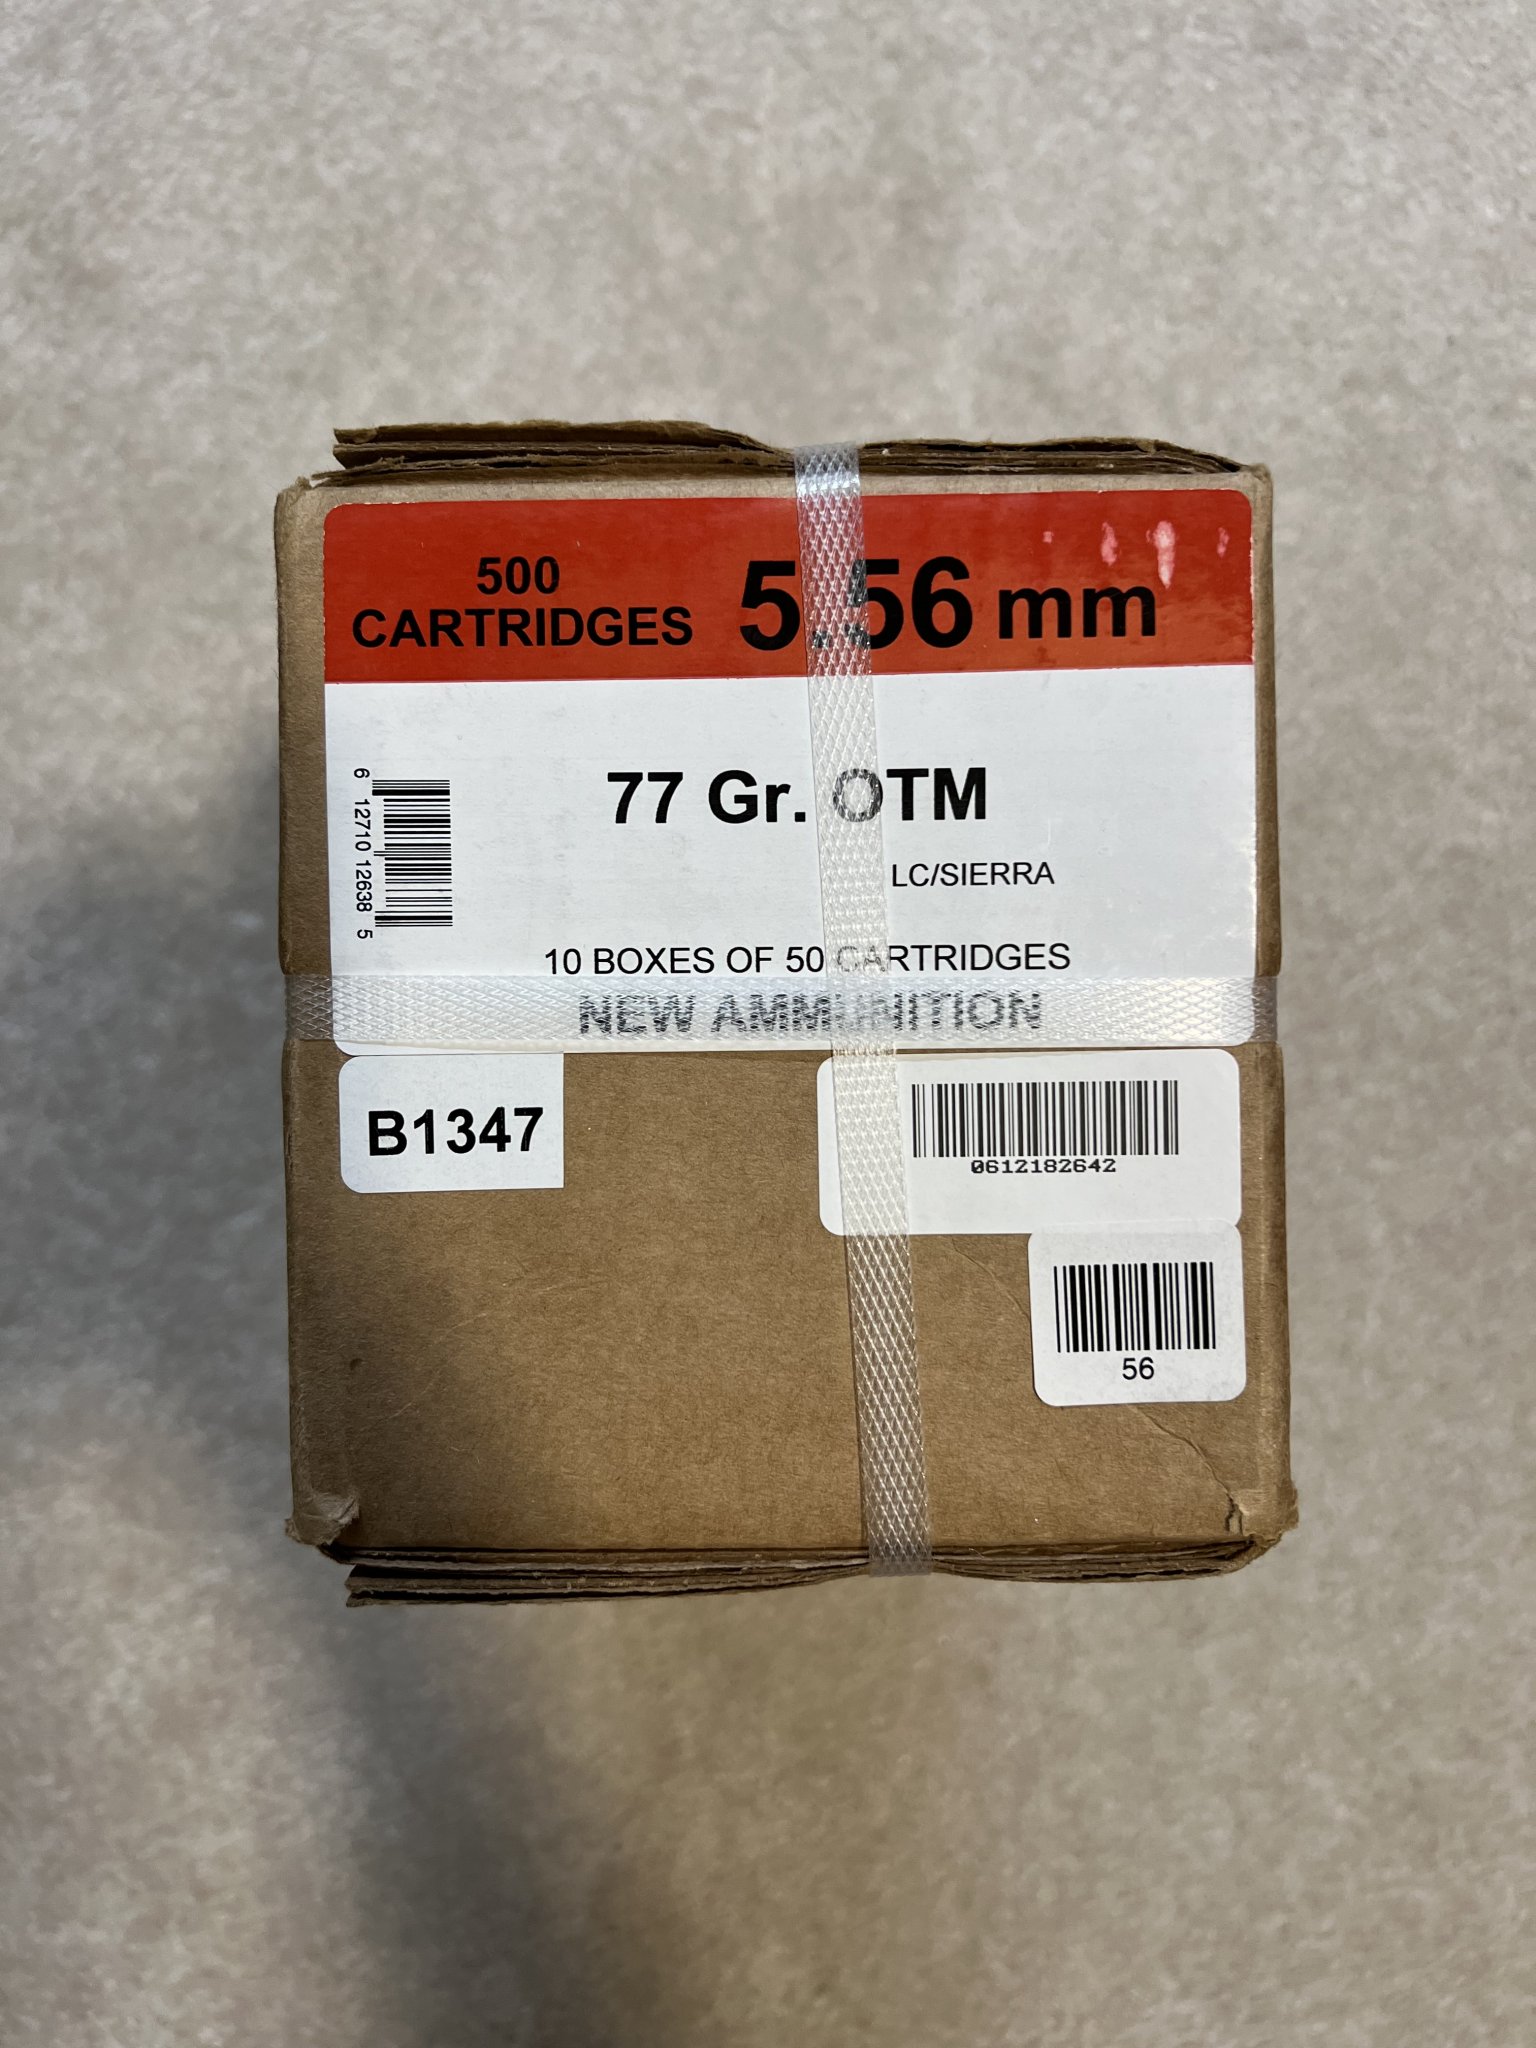 500
CARTRIDGES
5.56 mm
77 Gr. OTM
LC/SIERRA
6 12710 12638 5
10 BOXES OF 50 CARTRIDGES
NEW AMMUNITION
B1347
0612182642
56